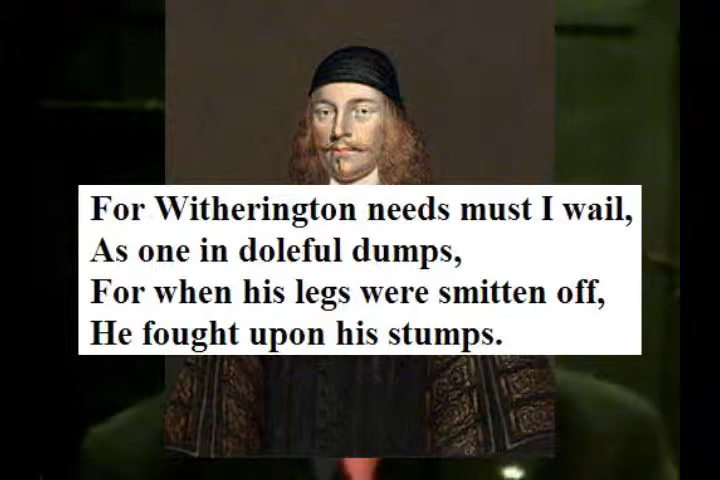 For Witherington needs must I wail,
As one in doleful dumps,
For when his legs were smitten off,
He fought upon his stumps.